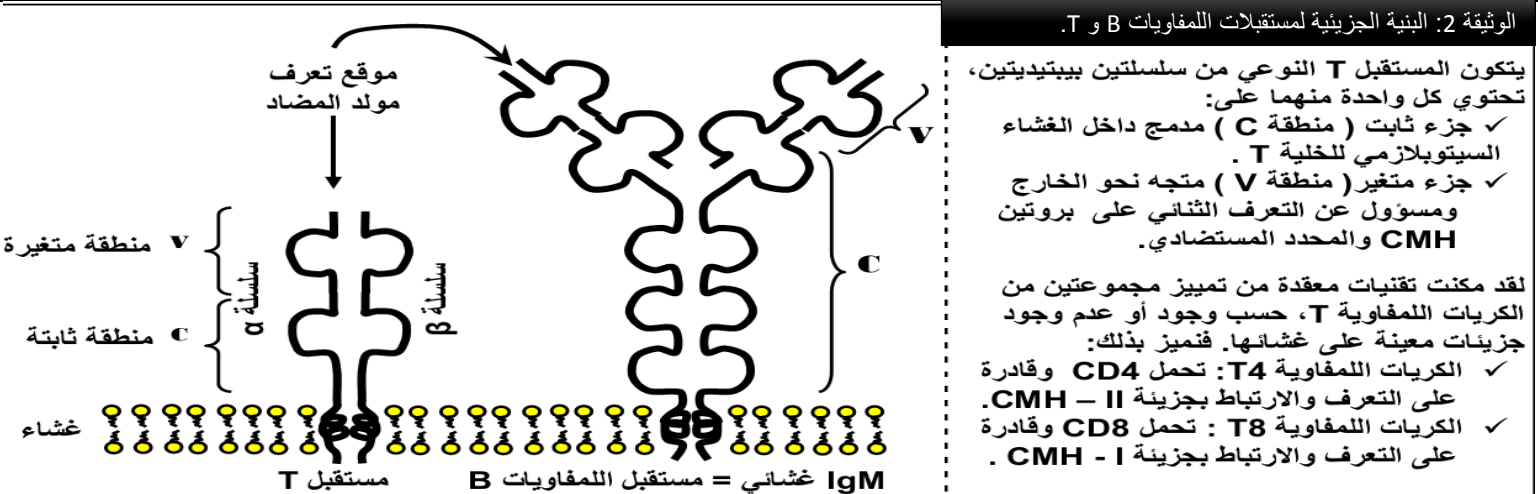 الوثيقة 2: البنية الجزيئية لمستقبلات اللمفاويات B و T.
يتكون المستقبل T النوعي من سلسلتين بيبتيديتين،
تحتوي كل واحدة منهما على:
✓ جزء ثابت ( منطقة C ) مدمج داخل الغشاء
السيتوبلازمي للخلية T .
✓ جزء متغير( منطقة V ) متجه نحو الخارج
ومسؤول عن التعرف الثنائي على بروتين
CMH والمحدد المستضادي.
لقد مكنت تقنيات معقدة من تمييز مجموعتين من
الكريات اللمفاوية T، حسب وجود أو عدم وجود
جزيئات معينة على غشائها. فنميز بذلك:
✓ الكريات اللمفاوية T4: تحمل CD4 وقادرة
على التعرف والارتباط بجزيئة CMH – II.
✓ الكريات اللمفاوية T8 : تحمل CD8 وقادرة
على التعرف والارتباط بجزيئة CMH - I .
موقع تعرف
مولد المضاد
V
C
V منطقة متغيرة
C منطقة ثابتة
سلسلة α
سلسلة β
غشاء
IgM غشائي = مستقبل اللمفاويات B
مستقبل T